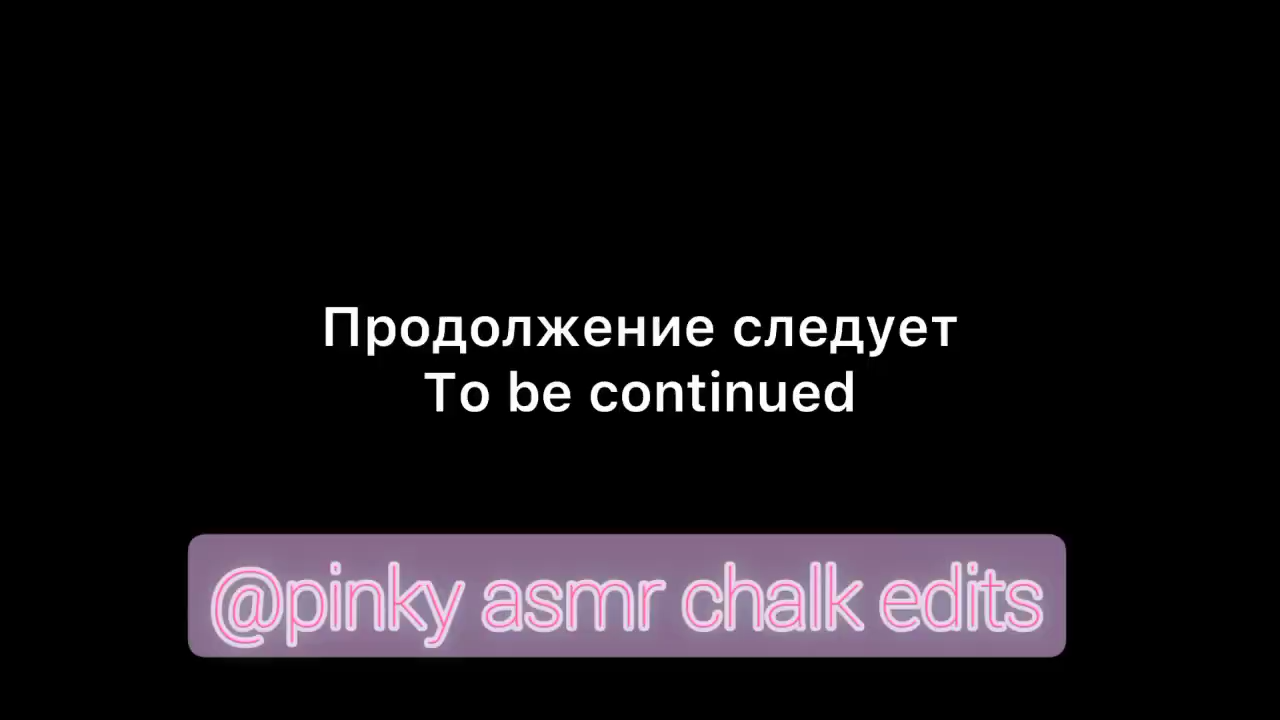 Продолжение следует
To be continued
@pinky asmr chalk edits